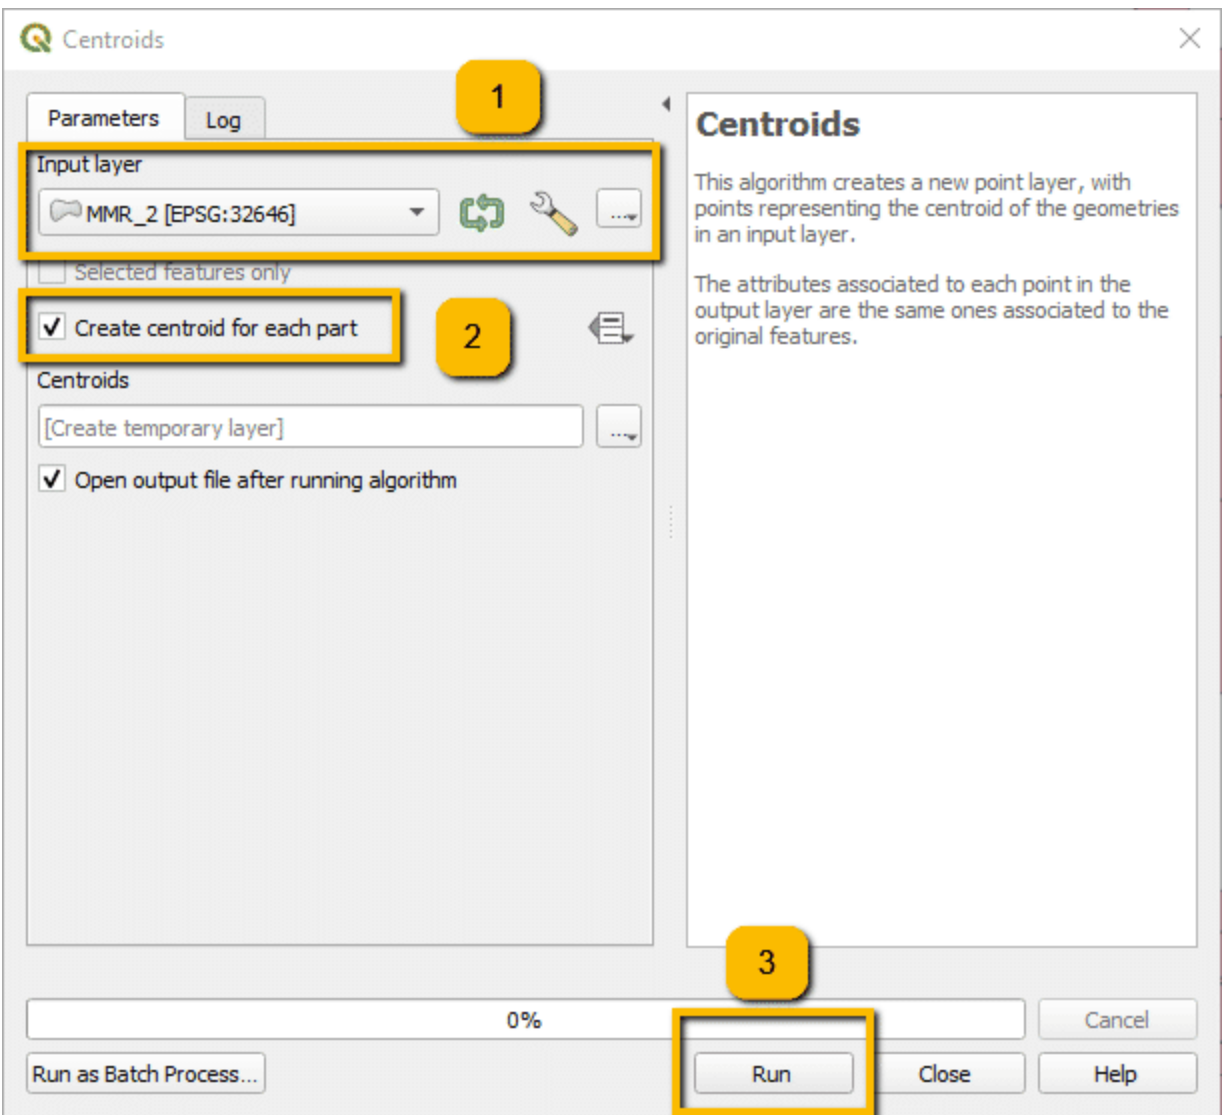 Centroids
1
Parameters
Log
Input layer
MMR_2 [EPSG:32646]
...
Selected features only
Create centroid for each part
2
Centroids
[Create temporary layer]
...
Open output file after running algorithm
Centroids
This algorithm creates a new point layer, with
points representing the centroid of the geometries
in an input layer.
The attributes associated to each point in the
output layer are the same ones associated to the
original features.
3
0%
Cancel
Run as Batch Process...
Run
Close
Help